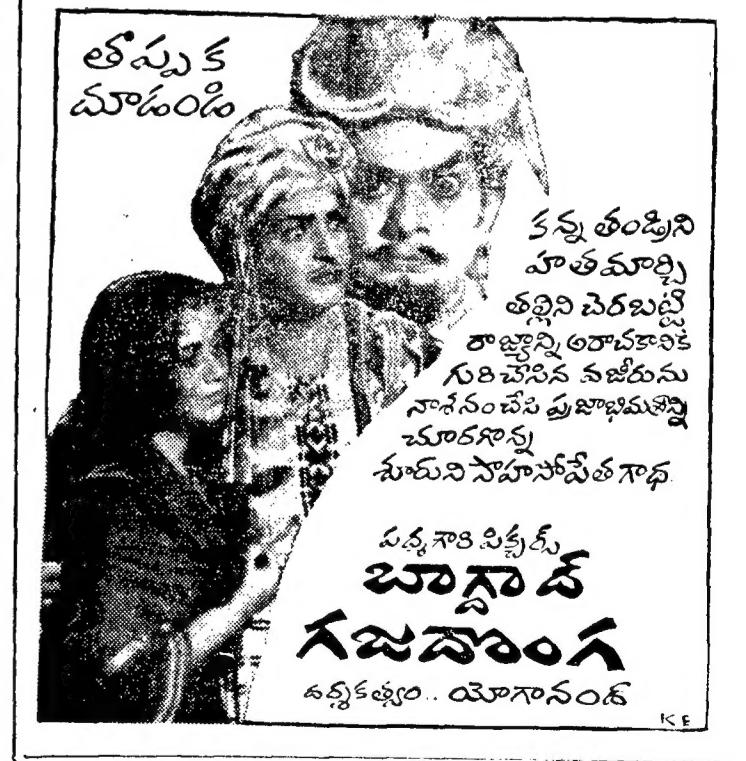 తప్పక
చూడండి
కన్న తండ్రిని
హతమార్చి
తల్లిని చెరబట్టి
రాజ్యాన్ని అరాచకానికి
గురిచేసిన వజీరును
నాశనంచేసి ప్రజాభిమానాన్ని
చూరగొన్న
శూరుని సాహసోపేత గాధ.
పద్మ గౌరి పిక్చర్స్
బాగ్దాద్
గజదొంగ
దర్శకత్వం.. యోగానంద్
KE